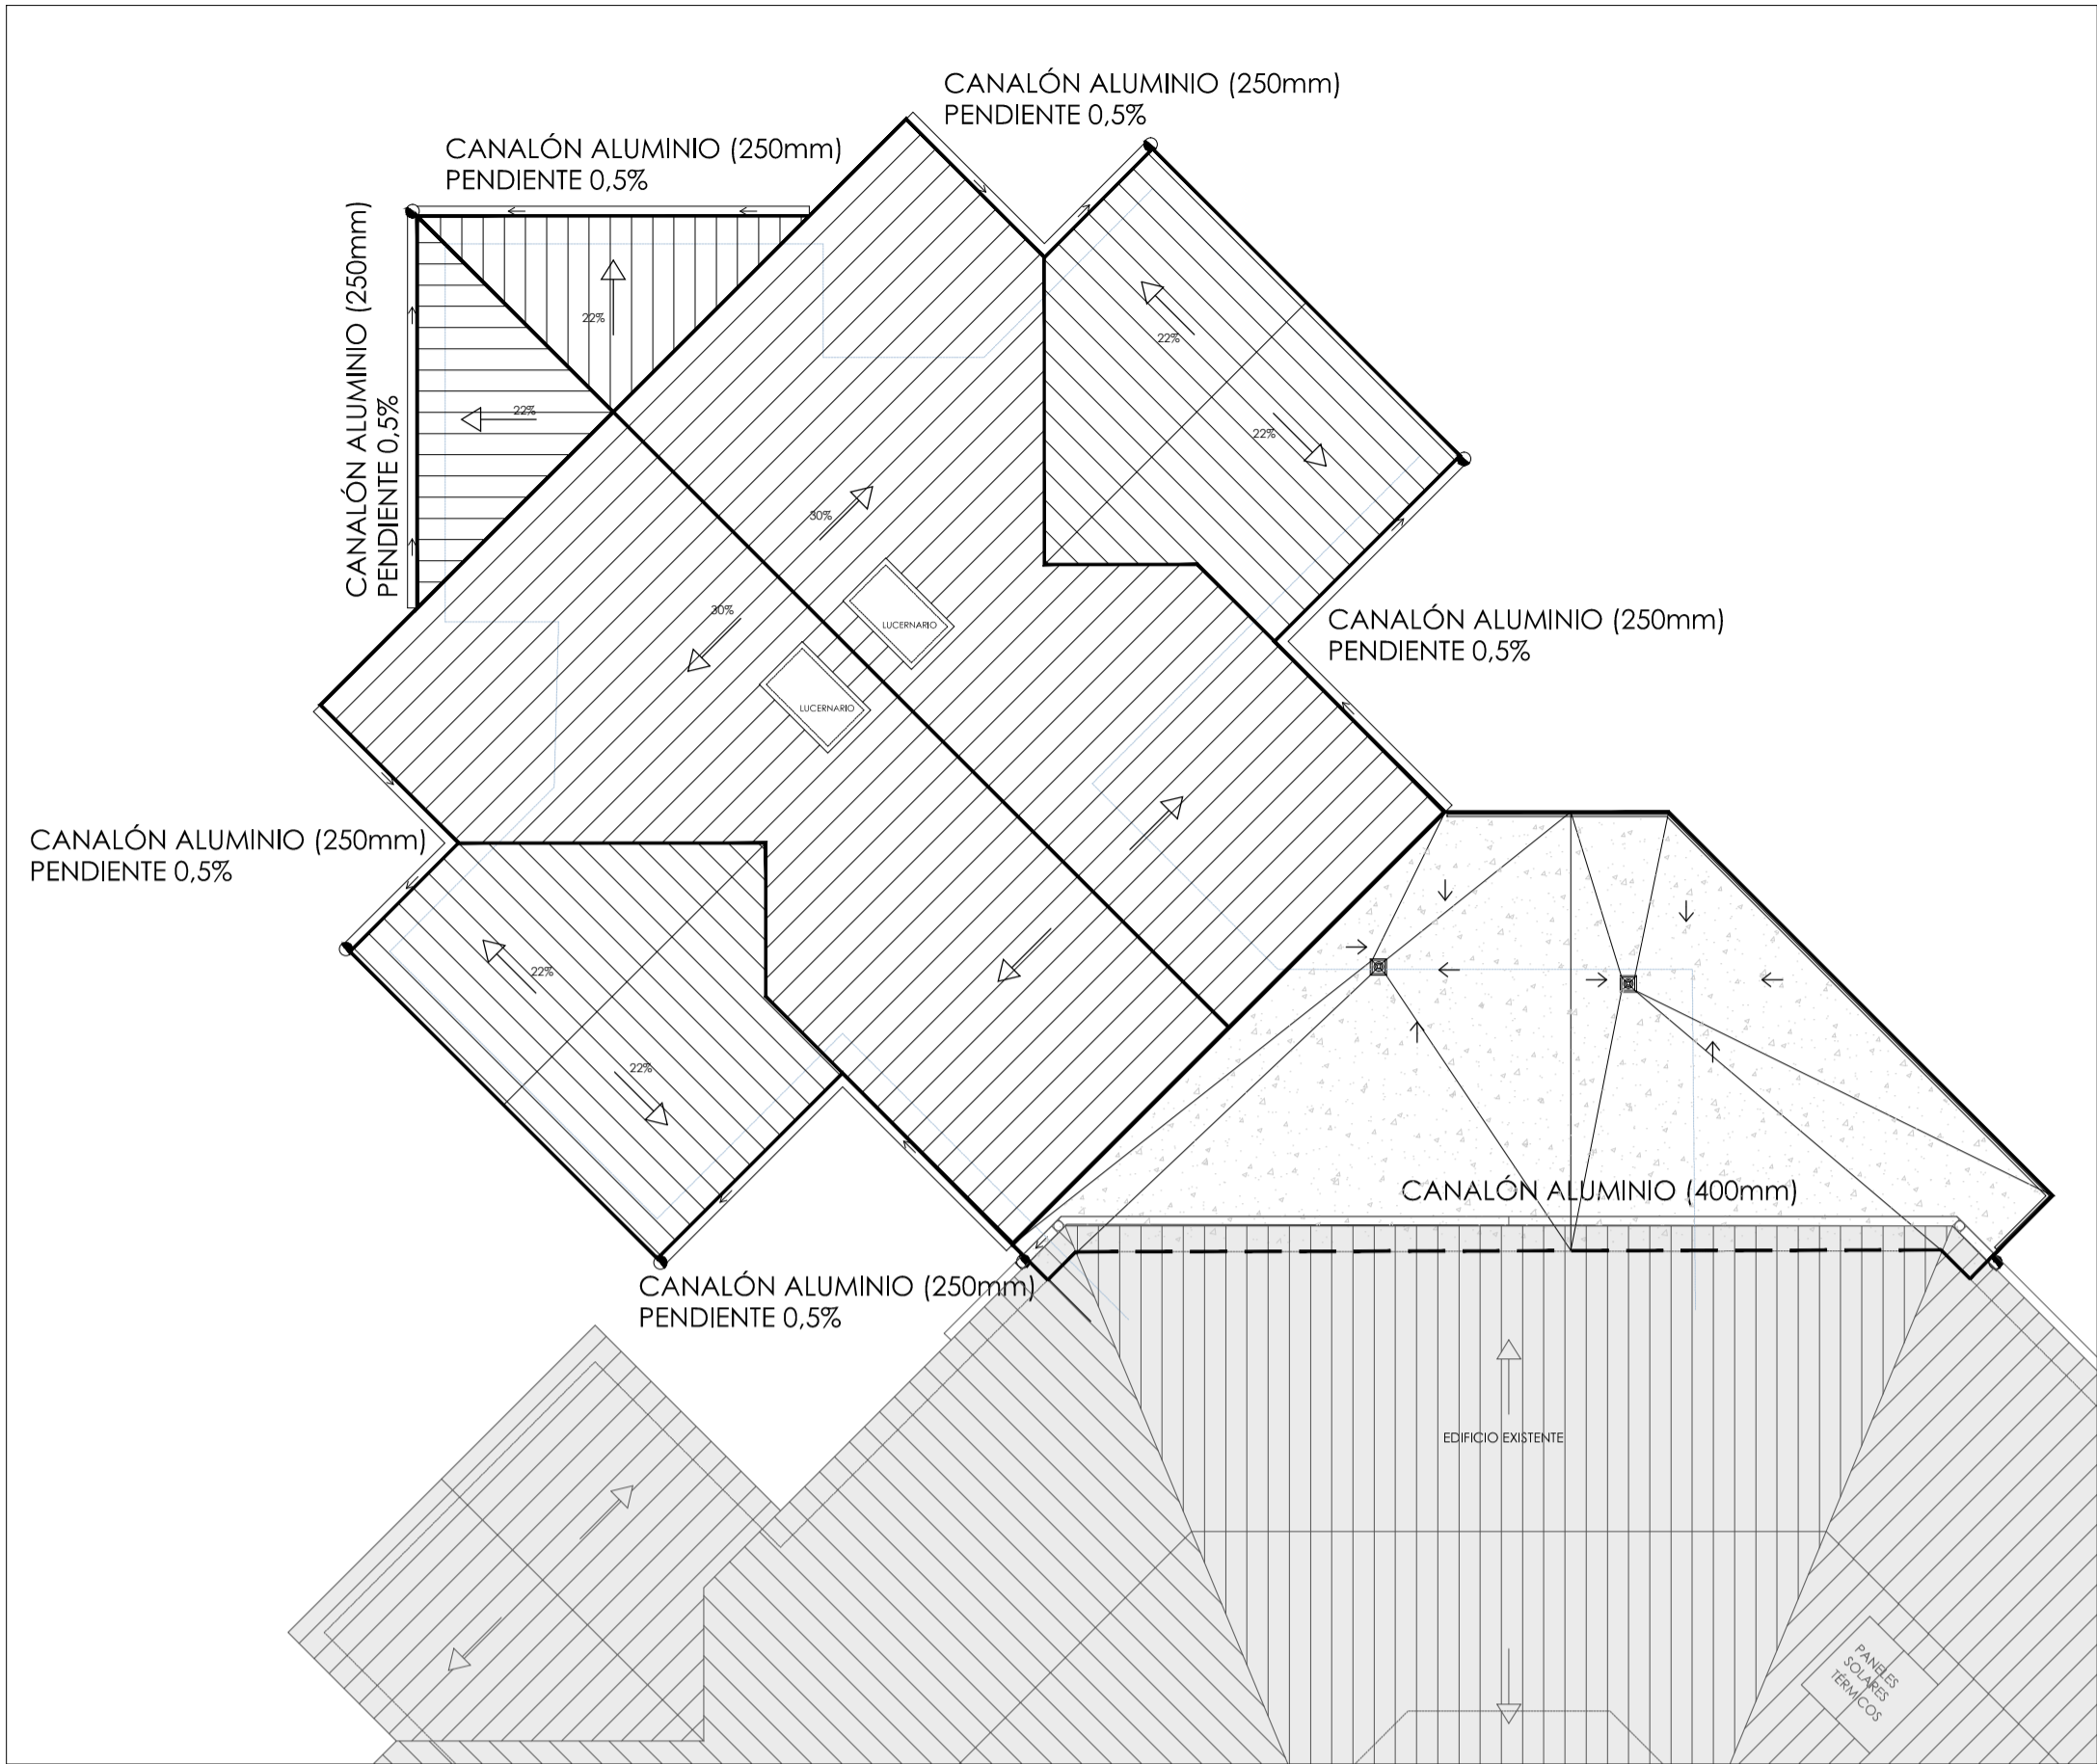 CANALÓN ALUMINIO (250mm)
PENDIENTE 0,5%
CANALÓN ALUMINIO (250mm)
PENDIENTE 0,5%
CANALÓN ALUMINIO (250mm)
PENDIENTE 0,5%
22%
22%
22%
22%
30%
30%
LUCERNARIO
LUCERNARIO
CANALÓN ALUMINIO (250mm)
PENDIENTE 0,5%
CANALÓN ALUMINIO (250mm)
PENDIENTE 0,5%
22%
22%
CANALÓN ALUMINIO (400mm)
CANALÓN ALUMINIO (250mm)
PENDIENTE 0,5%
EDIFICIO EXISTENTE
PANELES
SOLARES
TÉRMICOS